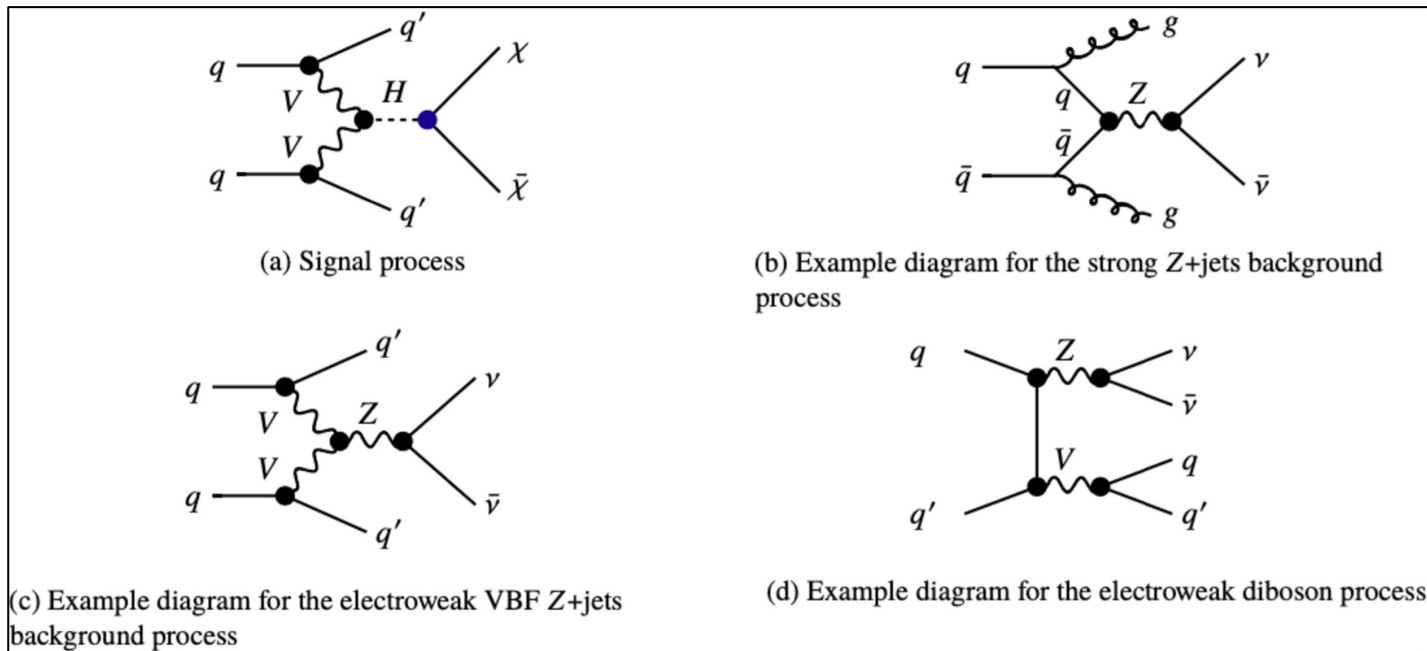 q
q′
V
V
H
χ
χ̄
q
q′
(a) Signal process
q
g
q
Z
ν
q̄
q̄
g
ν̄
(b) Example diagram for the strong Z+jets background
process
q
q′
V
V
Z
ν
ν̄
q
q′
(c) Example diagram for the electroweak VBF Z+jets
background process
q
Z
ν
ν̄
V
q
q′
q′
(d) Example diagram for the electroweak diboson process